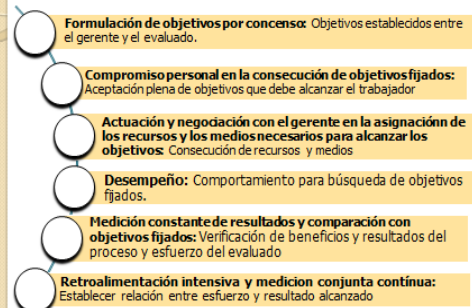 Formulación de objetivos por concenso: Objetivos establecidos entre
el gerente y el evaluado.
Compromiso personal en la consecución de objetivos fijados:
Aceptación plena de objetivos que debe alcanzar el trabajador
Actuación y negociación con el gerente en la asignaciónn de
los recursos y los medios necesarios para alcanzar los
objetivos: Consecución de recursos y medios
Desempeño: Comportamiento para búsqueda de objetivos
fijados.
Medición constante de resultados y comparación con
objetivos fijados: Verificación de beneficios y resultados del
proceso y esfuerzo del evaluado
Retroalimentación intensiva y medicion conjunta contínua:
Establecer relación entre esfuerzo y resultado alcanzado